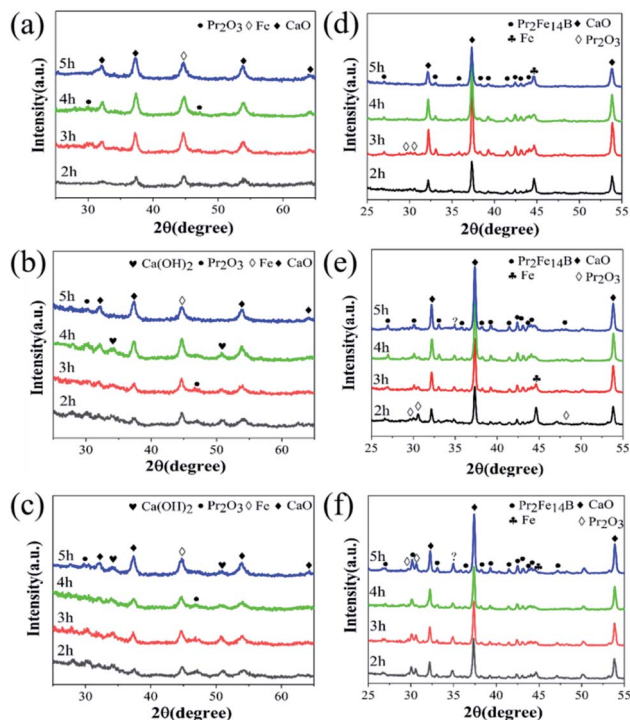 (a)
● Pr₂O₃ ◇ Fe ◆ CaO
5h
4h
3h
2h
Intensity(a.u.)
30 40 50 60
2θ(degree)
(d)
● Pr₂Fe₁₄B ◆ CaO
♣ Fe ◇ Pr₂O₃
5h
4h
3h
2h
Intensity(a.u.)
25 30 35 40 45 50 55
2θ(degree)
(b)
♥ Ca(OH)₂ ● Pr₂O₃ ◇ Fe ◆ CaO
5h
4h
3h
2h
Intensity(a.u.)
30 40 50 60
2θ(degree)
(e)
● Pr₂Fe₁₄B ◆ CaO
♣ Fe ◇ Pr₂O₃
5h
?
4h
3h
2h
Intensity(a.u.)
25 30 35 40 45 50 55
2θ(degree)
(c)
♥ Ca(OH)₂ ● Pr₂O₃ ◇ Fe ◆ CaO
5h
4h
3h
2h
Intensity(a.u.)
30 40 50 60
2θ(degree)
(f)
● Pr₂Fe₁₄B ◆ CaO
♣ Fe ◇ Pr₂O₃
?
5h
4h
3h
2h
Intensity(a.u.)
25 30 35 40 45 50 55
2θ(degree)